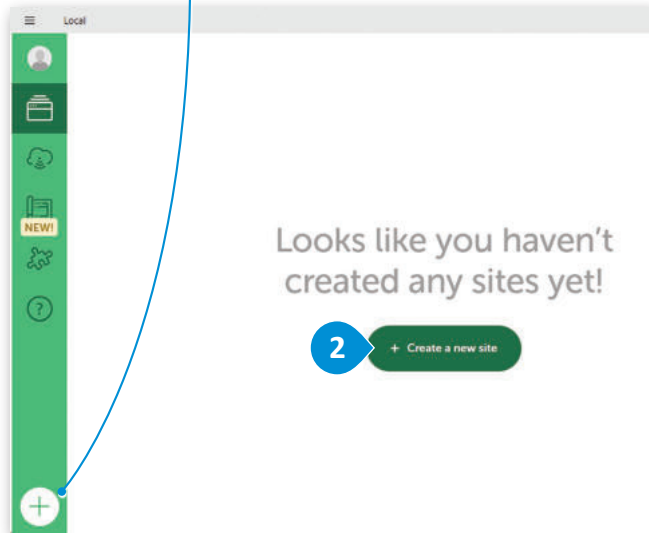 Local
NEW!
Looks like you haven't
created any sites yet!
2
+ Create a new site
?
+